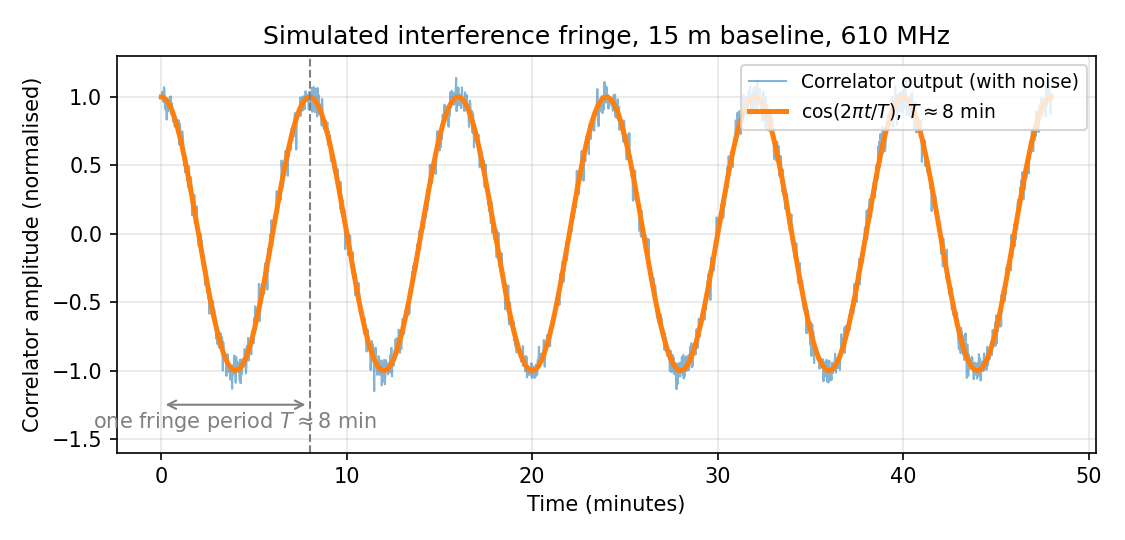 Simulated interference fringe, 15 m baseline, 610 MHz
Correlator output (with noise)
cos(2πt/T), T ≈ 8 min
Correlator amplitude (normalised)
1.0
0.5
0.0
−0.5
−1.0
−1.5
one fringe period T ≈ 8 min
0
10
20
30
40
50
Time (minutes)